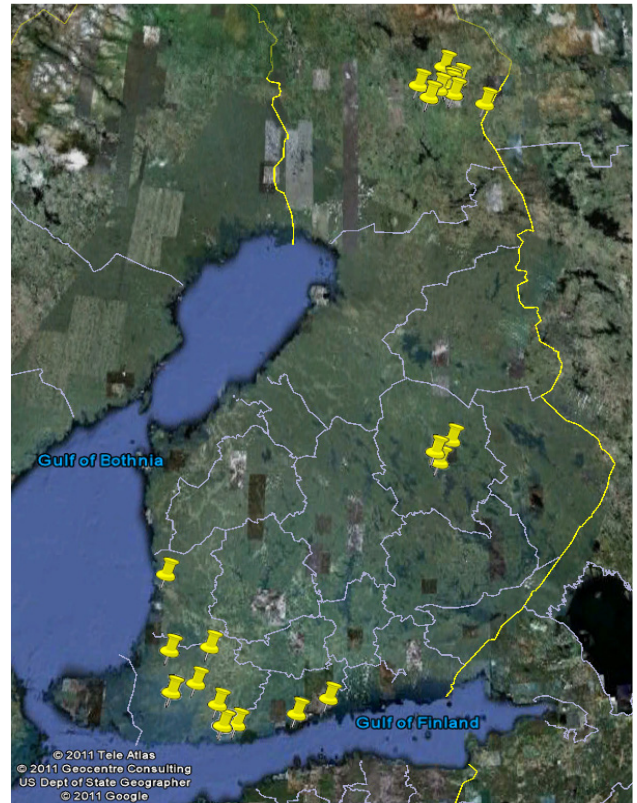 Gulf of Bothnia
Gulf of Finland
© 2011 Tele Atlas
© 2011 Geocentre Consulting
US Dept of State Geographer
© 2011 Google